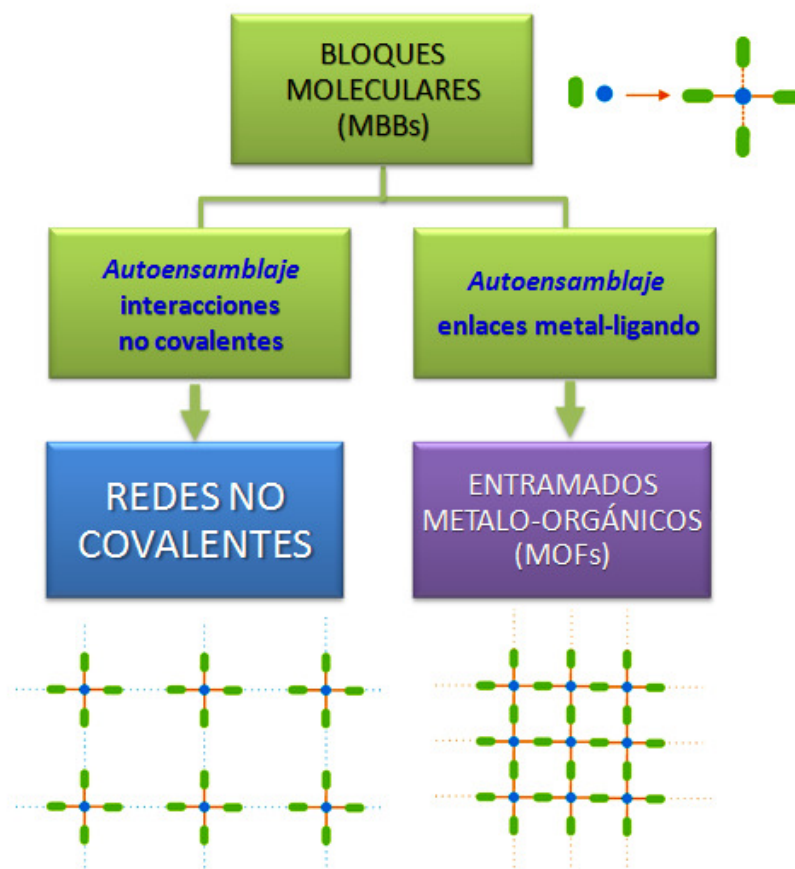 BLOQUES
MOLECULARES
(MBBs)
Autoensamblaje
interacciones
no covalentes
Autoensamblaje
enlaces metal-ligando
REDES NO
COVALENTES
ENTRAMADOS
METALO-ORGÁNICOS
(MOFs)